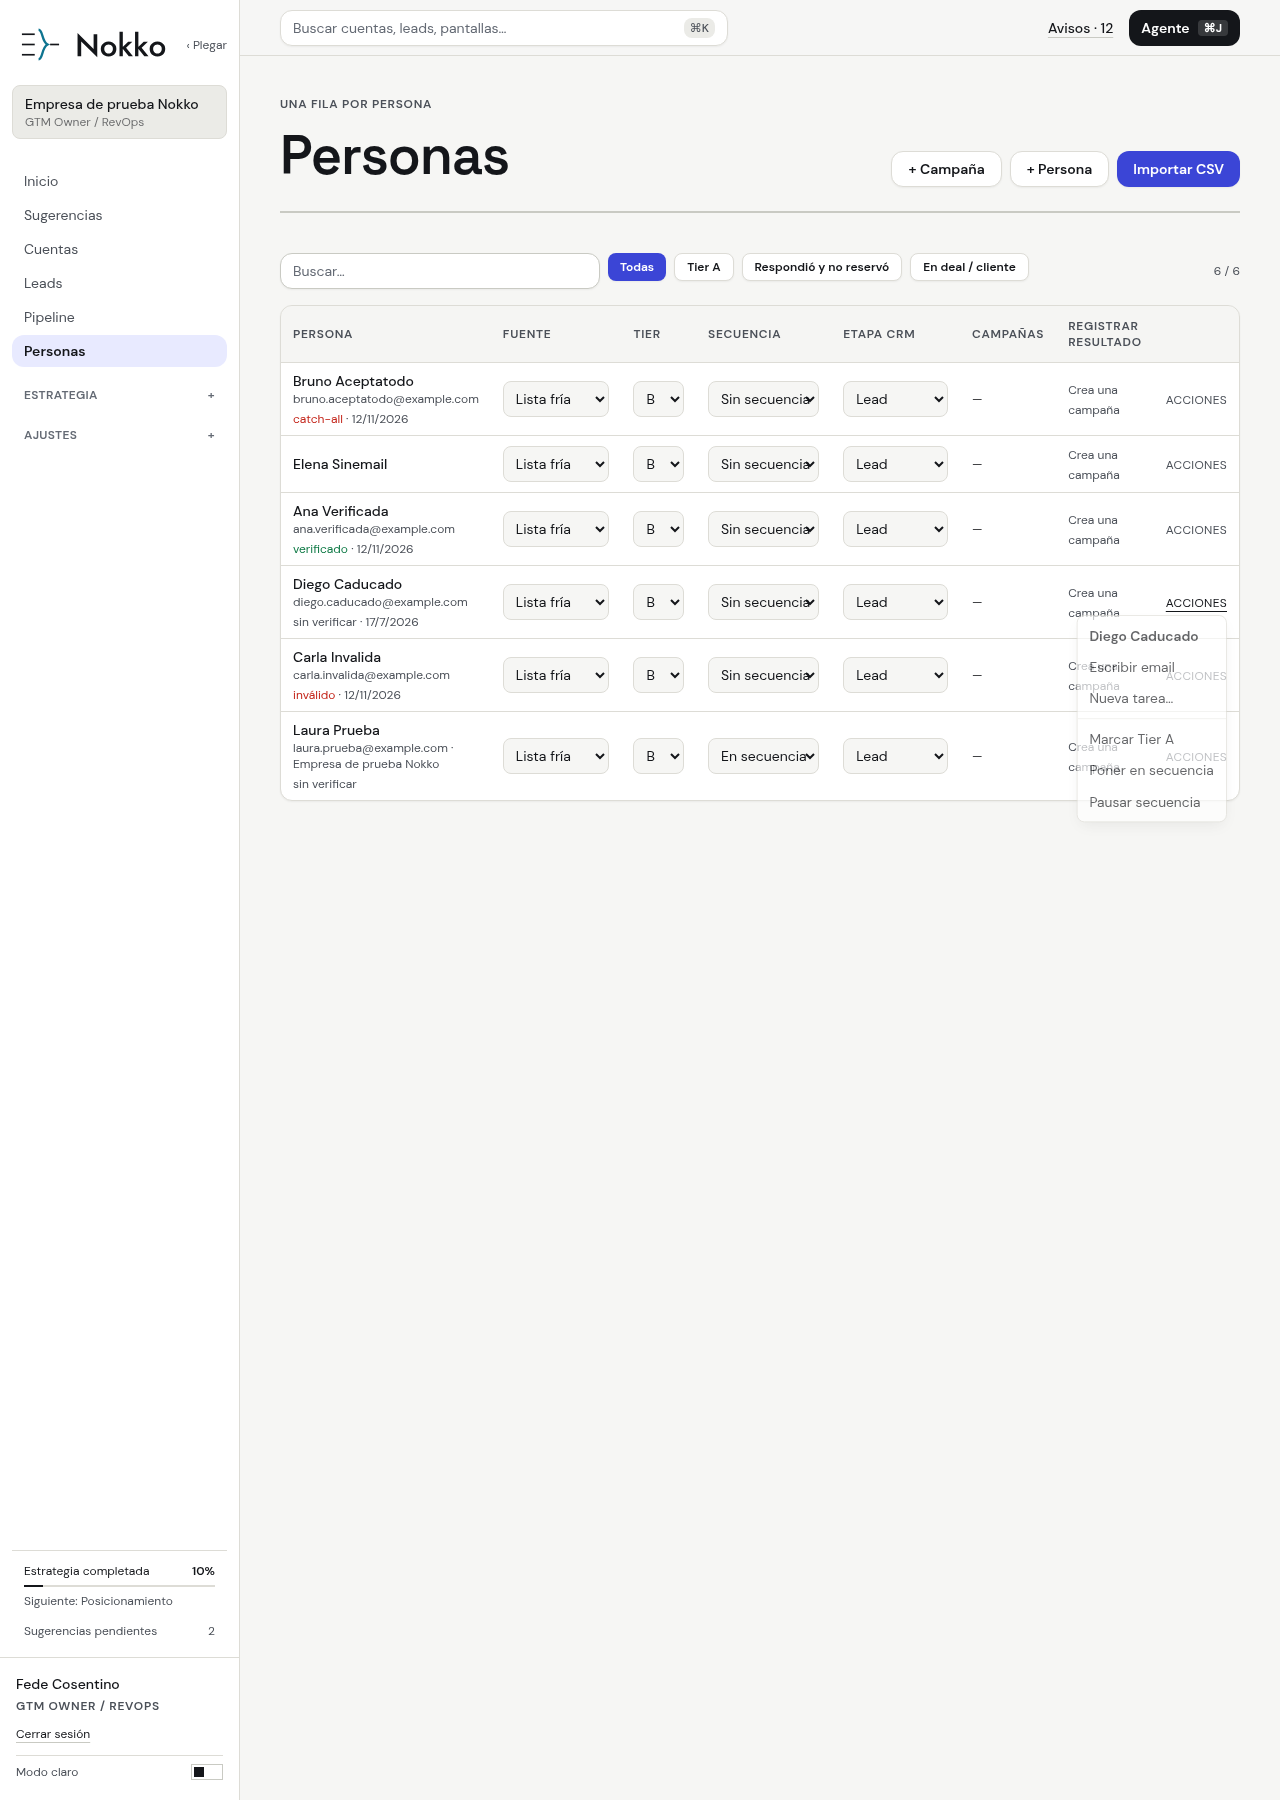 Nokko
‹ Plegar
Empresa de prueba Nokko
GTM Owner / RevOps
Inicio
Sugerencias
Cuentas
Leads
Pipeline
Personas
ESTRATEGIA +
AJUSTES +
Estrategia completada 10%
Siguiente: Posicionamiento
Sugerencias pendientes 2
Fede Cosentino
GTM OWNER / REVOPS
Cerrar sesión
Modo claro
Buscar cuentas, leads, pantallas… ⌘K
Avisos · 12
Agente ⌘J
UNA FILA POR PERSONA
Personas
+ Campaña
+ Persona
Importar CSV
Buscar…
Todas
Tier A
Respondió y no reservó
En deal / cliente
6 / 6
PERSONA FUENTE TIER SECUENCIA ETAPA CRM CAMPAÑAS REGISTRAR
RESULTADO
Bruno Aceptatodo
bruno.aceptatodo@example.com
catch-all · 12/11/2026
Lista fría B Sin secuencia Lead —
Crea una
campaña
ACCIONES
Elena Sinemail
Lista fría B Sin secuencia Lead —
Crea una
campaña
ACCIONES
Ana Verificada
ana.verificada@example.com
verificado · 12/11/2026
Lista fría B Sin secuencia Lead —
Crea una
campaña
ACCIONES
Diego Caducado
diego.caducado@example.com
sin verificar · 17/7/2026
Lista fría B Sin secuencia Lead —
Crea una
campaña
ACCIONES
Diego Caducado
Escribir email
Nueva tarea…
Marcar Tier A
Poner en secuencia
Pausar secuencia
Carla Invalida
carla.invalida@example.com
inválido · 12/11/2026
Lista fría B Sin secuencia Lead —
Crea una
campaña
ACCIONES
Laura Prueba
laura.prueba@example.com ·
Empresa de prueba Nokko
sin verificar
Lista fría B En secuencia Lead —
Crea una
campaña
ACCIONES